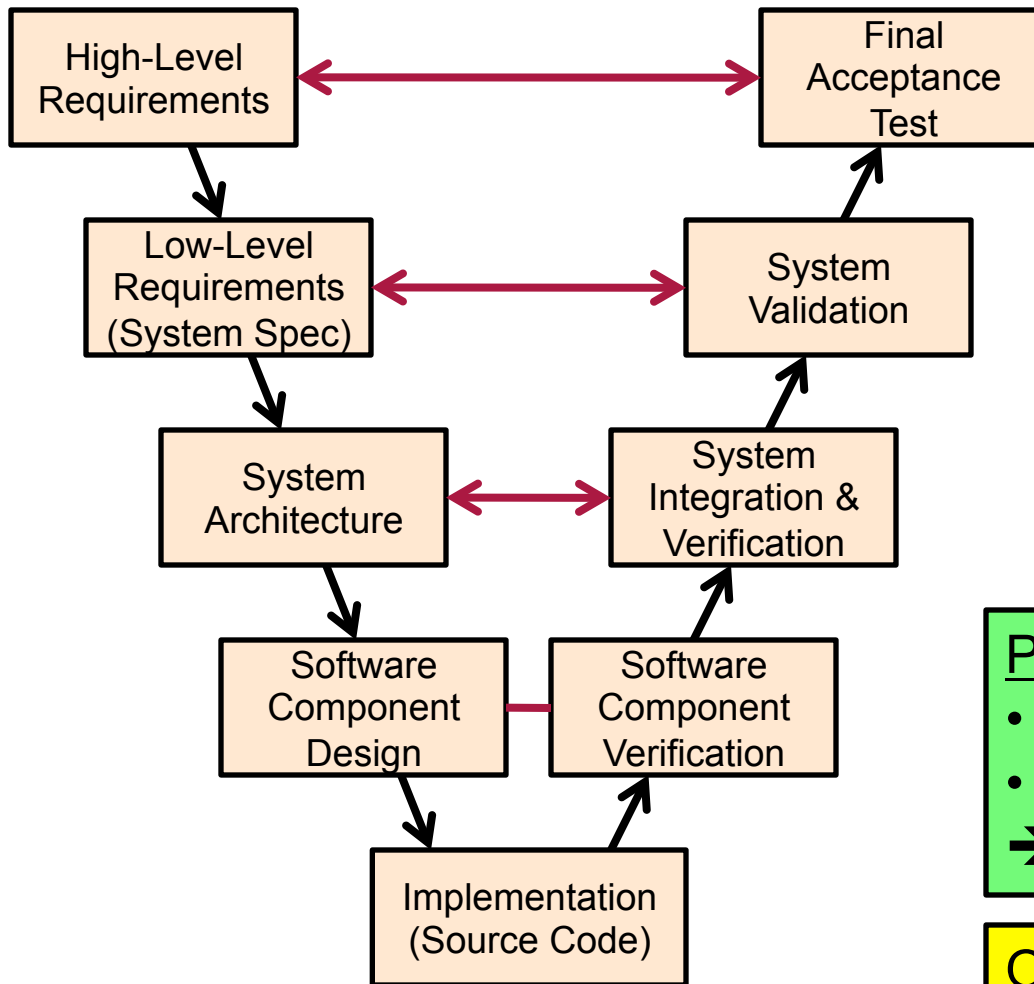 High-Level
Requirements
Final
Acceptance
Test
Low-Level
Requirements
(System Spec)
System
Validation
System
Architecture
System
Integration &
Verification
Software
Component
Design
Software
Component
Verification
Implementation
(Source Code)